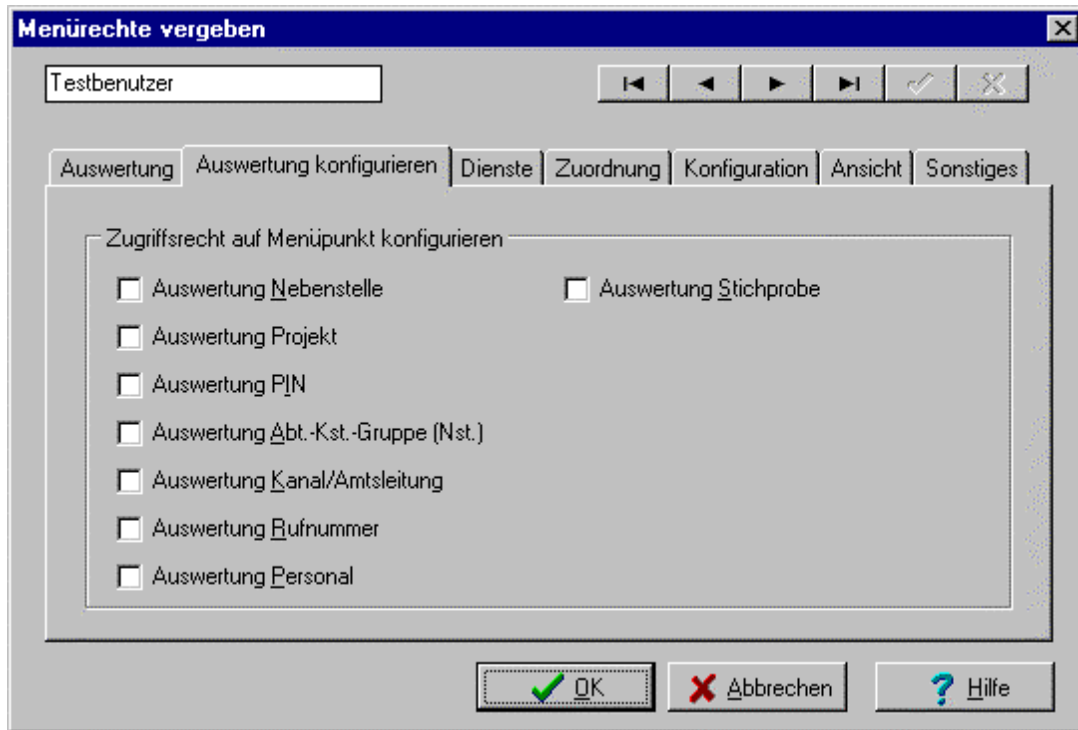 Menürechte vergeben
Testbenutzer
Auswertung Auswertung konfigurieren Dienste Zuordnung Konfiguration Ansicht Sonstiges
Zugriffsrecht auf Menüpunkt konfigurieren
Auswertung Nebenstelle Auswertung Stichprobe
Auswertung Projekt
Auswertung PIN
Auswertung Abt.-Kst.-Gruppe (Nst.)
Auswertung Kanal/Amtsleitung
Auswertung Rufnummer
Auswertung Personal
OK Abbrechen ? Hilfe